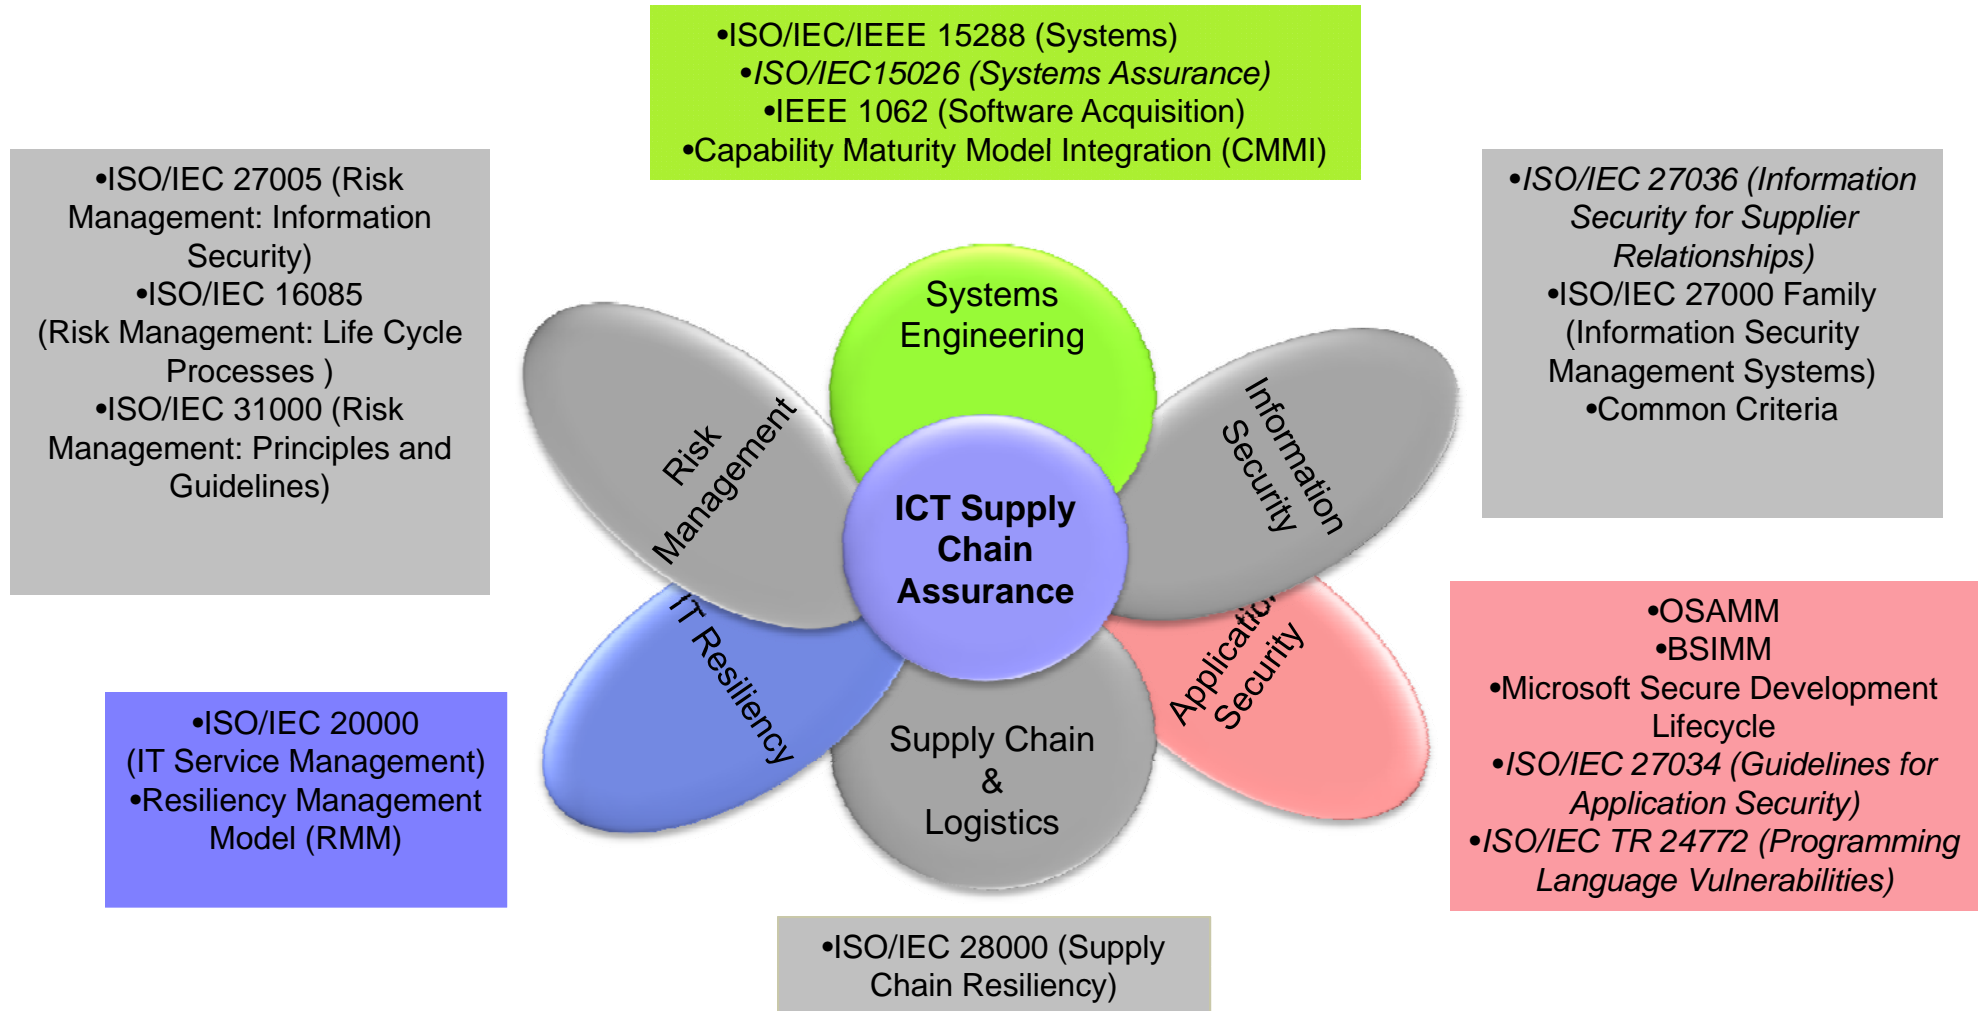 •ISO/IEC/IEEE 15288 (Systems)
•ISO/IEC15026 (Systems Assurance)
•IEEE 1062 (Software Acquisition)
•Capability Maturity Model Integration (CMMI)
•ISO/IEC 27005 (Risk
Management: Information
Security)
•ISO/IEC 16085
(Risk Management: Life Cycle
Processes )
•ISO/IEC 31000 (Risk
Management: Principles and
Guidelines)
•ISO/IEC 27036 (Information
Security for Supplier
Relationships)
•ISO/IEC 27000 Family
(Information Security
Management Systems)
•Common Criteria
Systems
Engineering
Risk
Management
Information
Security
ICT Supply
Chain
Assurance
IT Resiliency
Application
Security
Supply Chain
&
Logistics
•ISO/IEC 20000
(IT Service Management)
•Resiliency Management
Model (RMM)
•OSAMM
•BSIMM
•Microsoft Secure Development
Lifecycle
•ISO/IEC 27034 (Guidelines for
Application Security)
•ISO/IEC TR 24772 (Programming
Language Vulnerabilities)
•ISO/IEC 28000 (Supply
Chain Resiliency)